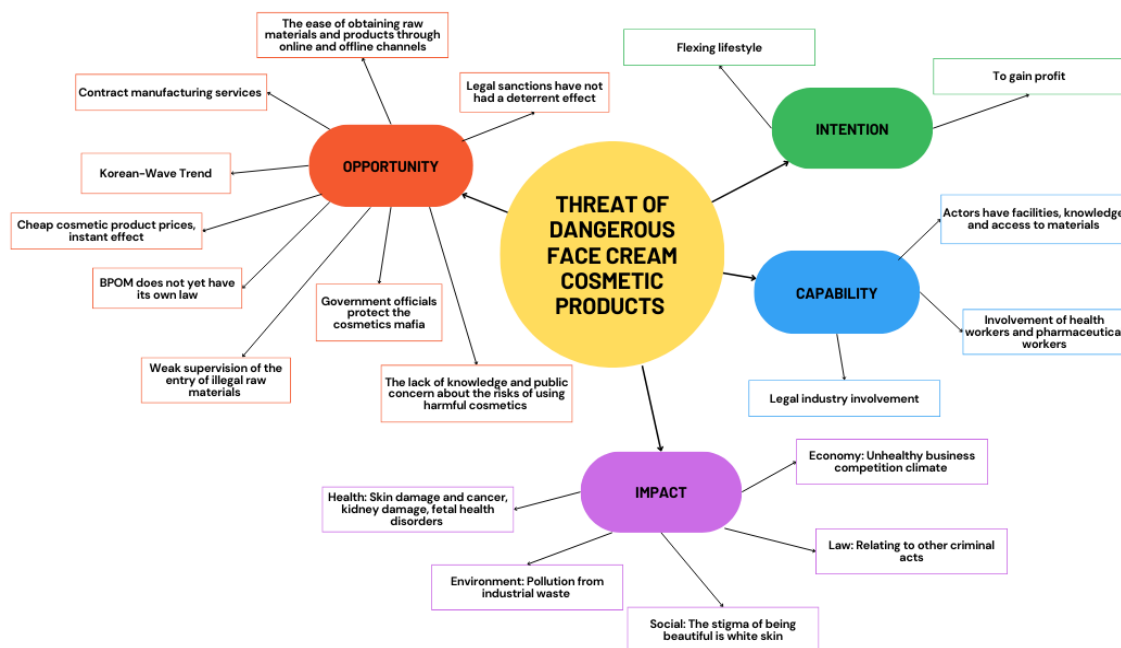 The ease of obtaining raw
materials and products through
online and offline channels
Flexing lifestyle
To gain profit
Contract manufacturing services
Legal sanctions have not
had a deterrent effect
INTENTION
OPPORTUNITY
Korean-Wave Trend
THREAT OF
DANGEROUS
FACE CREAM
COSMETIC
PRODUCTS
Cheap cosmetic product prices,
instant effect
Actors have facilities, knowledge
and access to materials
BPOM does not yet have
its own law
CAPABILITY
Government officials
protect the
cosmetics mafia
Involvement of health
workers and pharmaceutica
workers
Weak supervision of the
entry of illegal raw
materials
The lack of knowledge and public
concern about the risks of using
harmful cosmetics
Legal industry involvement
Economy: Unhealthy business
competition climate
IMPACT
Health: Skin damage and cancer,
kidney damage, fetal health
disorders
Law: Relating to other criminal
acts
Environment: Pollution from
industrial waste
Social: The stigma of being
beautiful is white skin